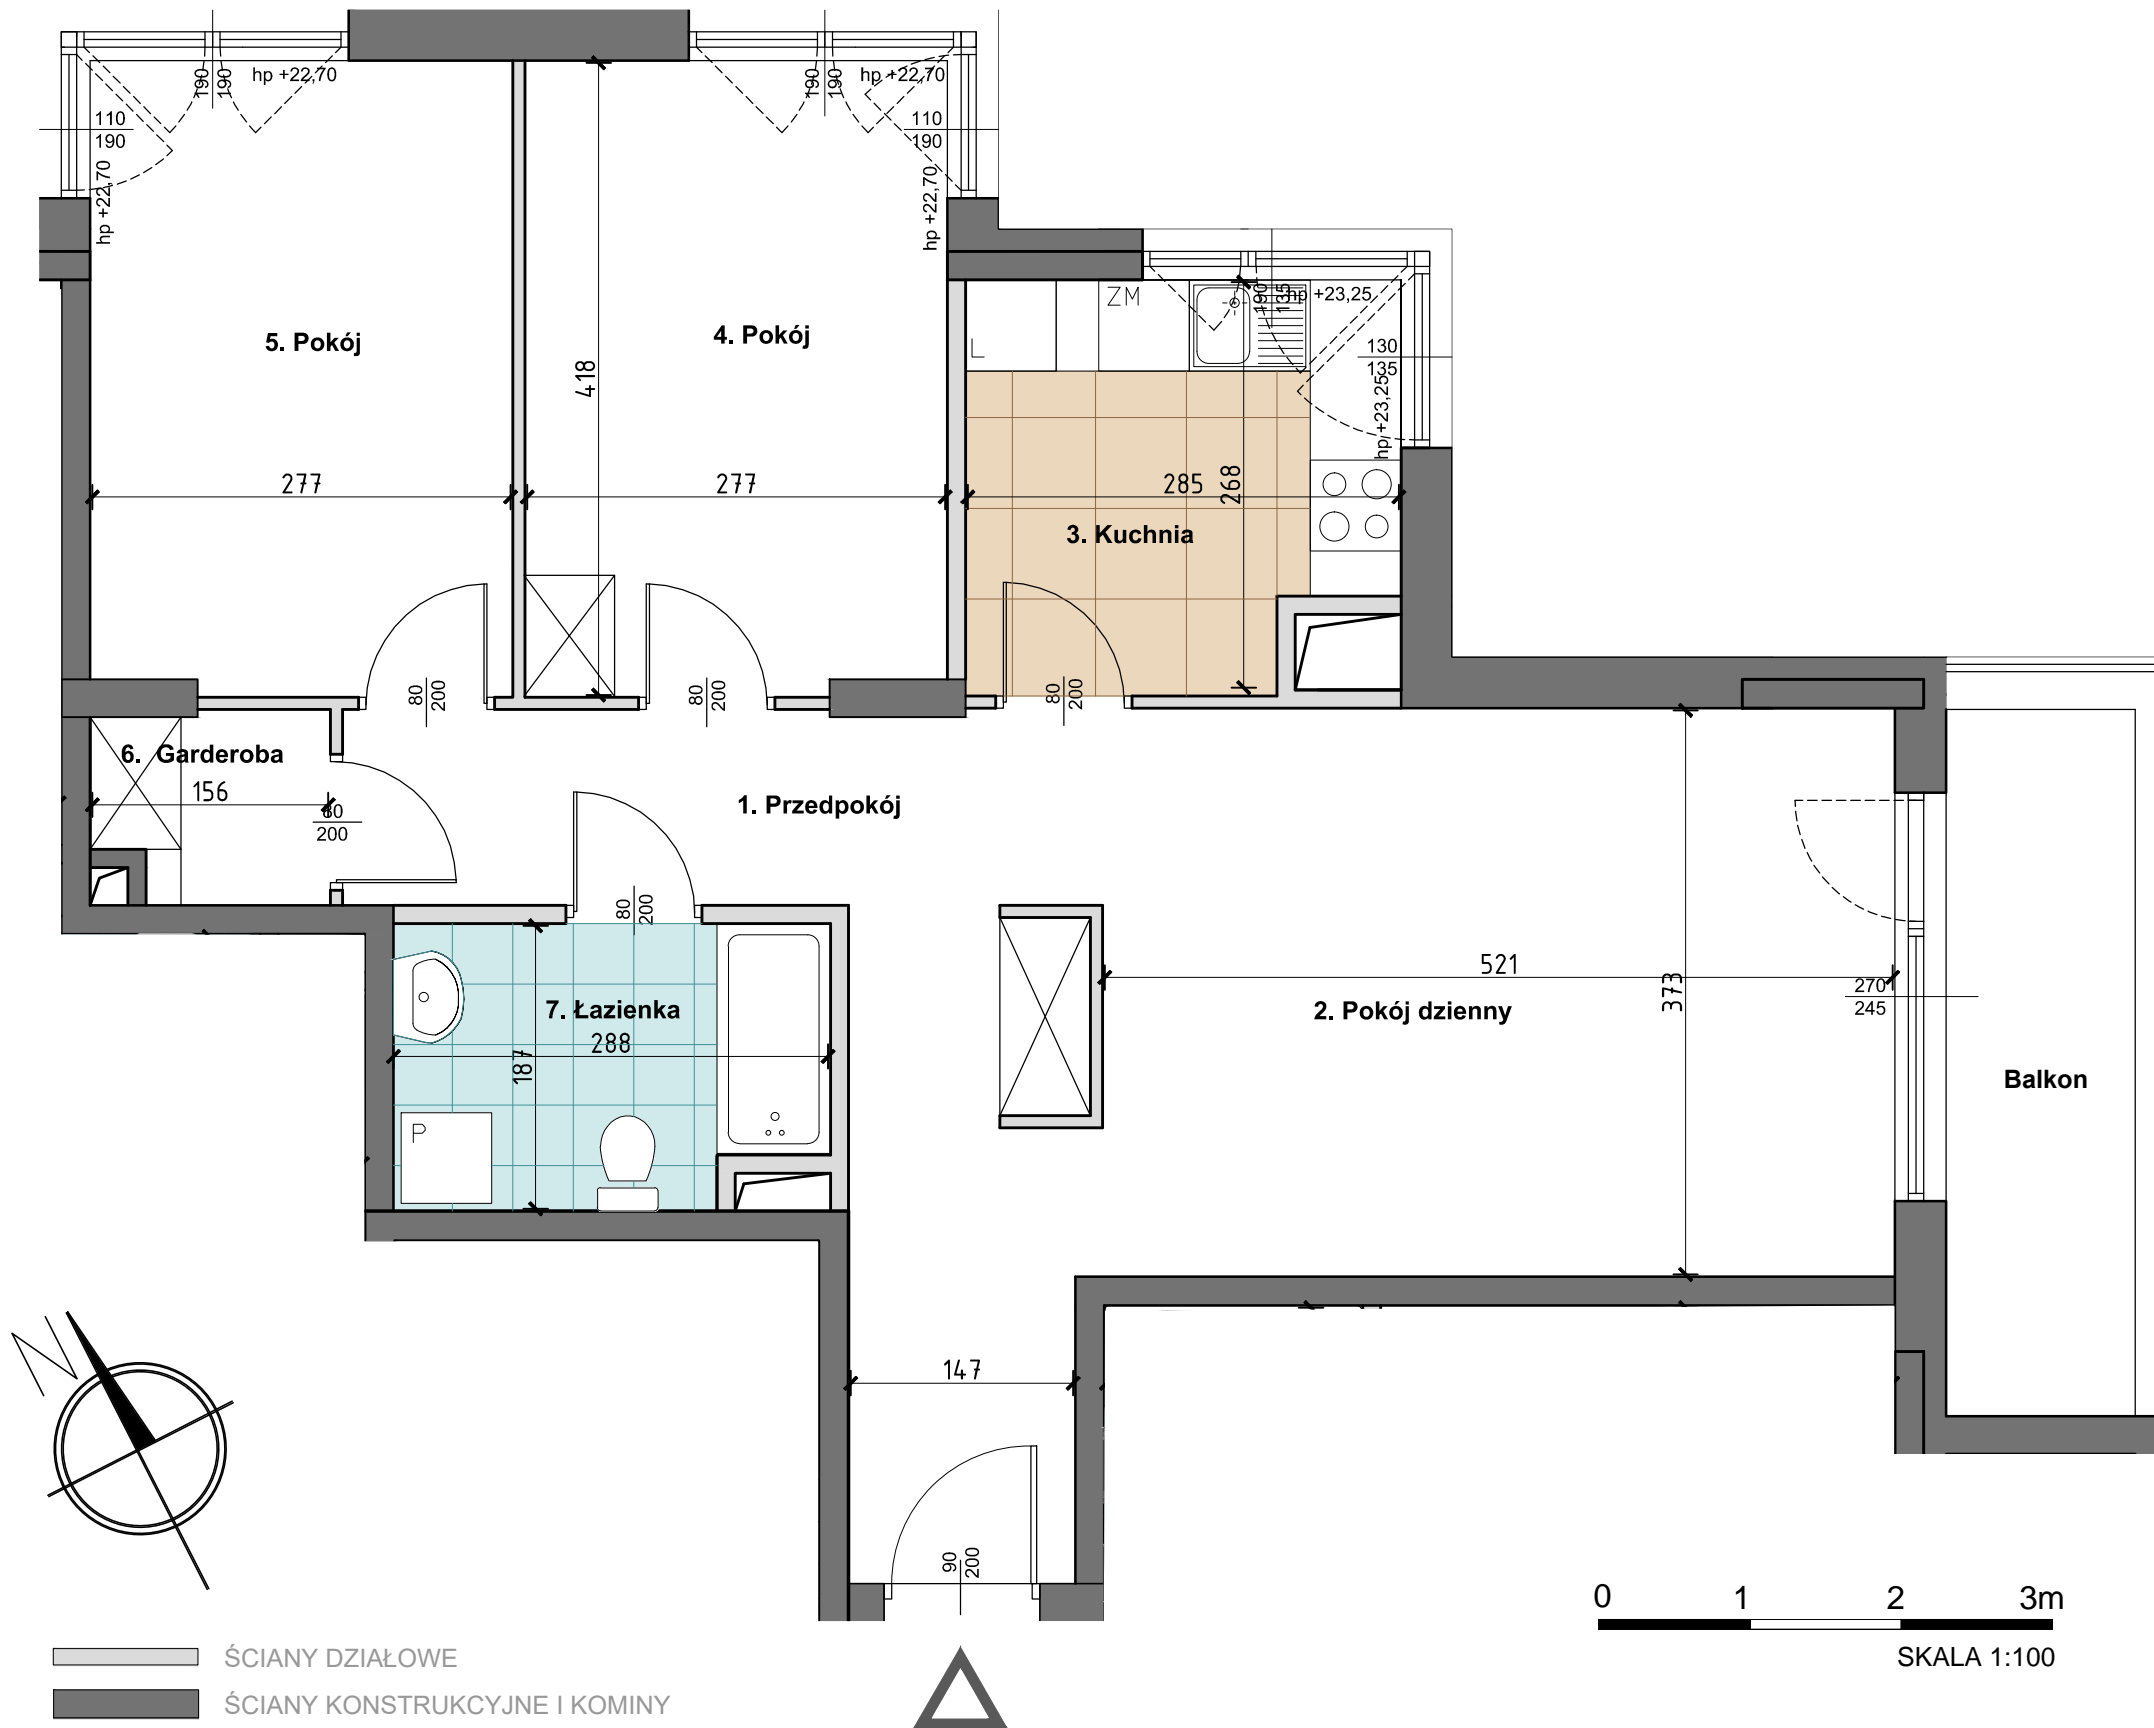 190
190
hp +22,70
190
190
hp +22,70
110
190
hp +22,70
110
190
hp +22,70
ZM
190
135
hp +23,25
L
130
135
hp +23,25
5. Pokój
4. Pokój
418
277
277
285
268
3. Kuchnia
80
200
80
200
80
200
6. Garderoba
156
80
200
1. Przedpokój
80
200
7. Łazienka
288
187
P
521
373
2. Pokój dzienny
270
245
Balkon
N
147
90
200
0 1 2 3m
SKALA 1:100
ŚCIANY DZIAŁOWE
ŚCIANY KONSTRUKCYJNE I KOMINY